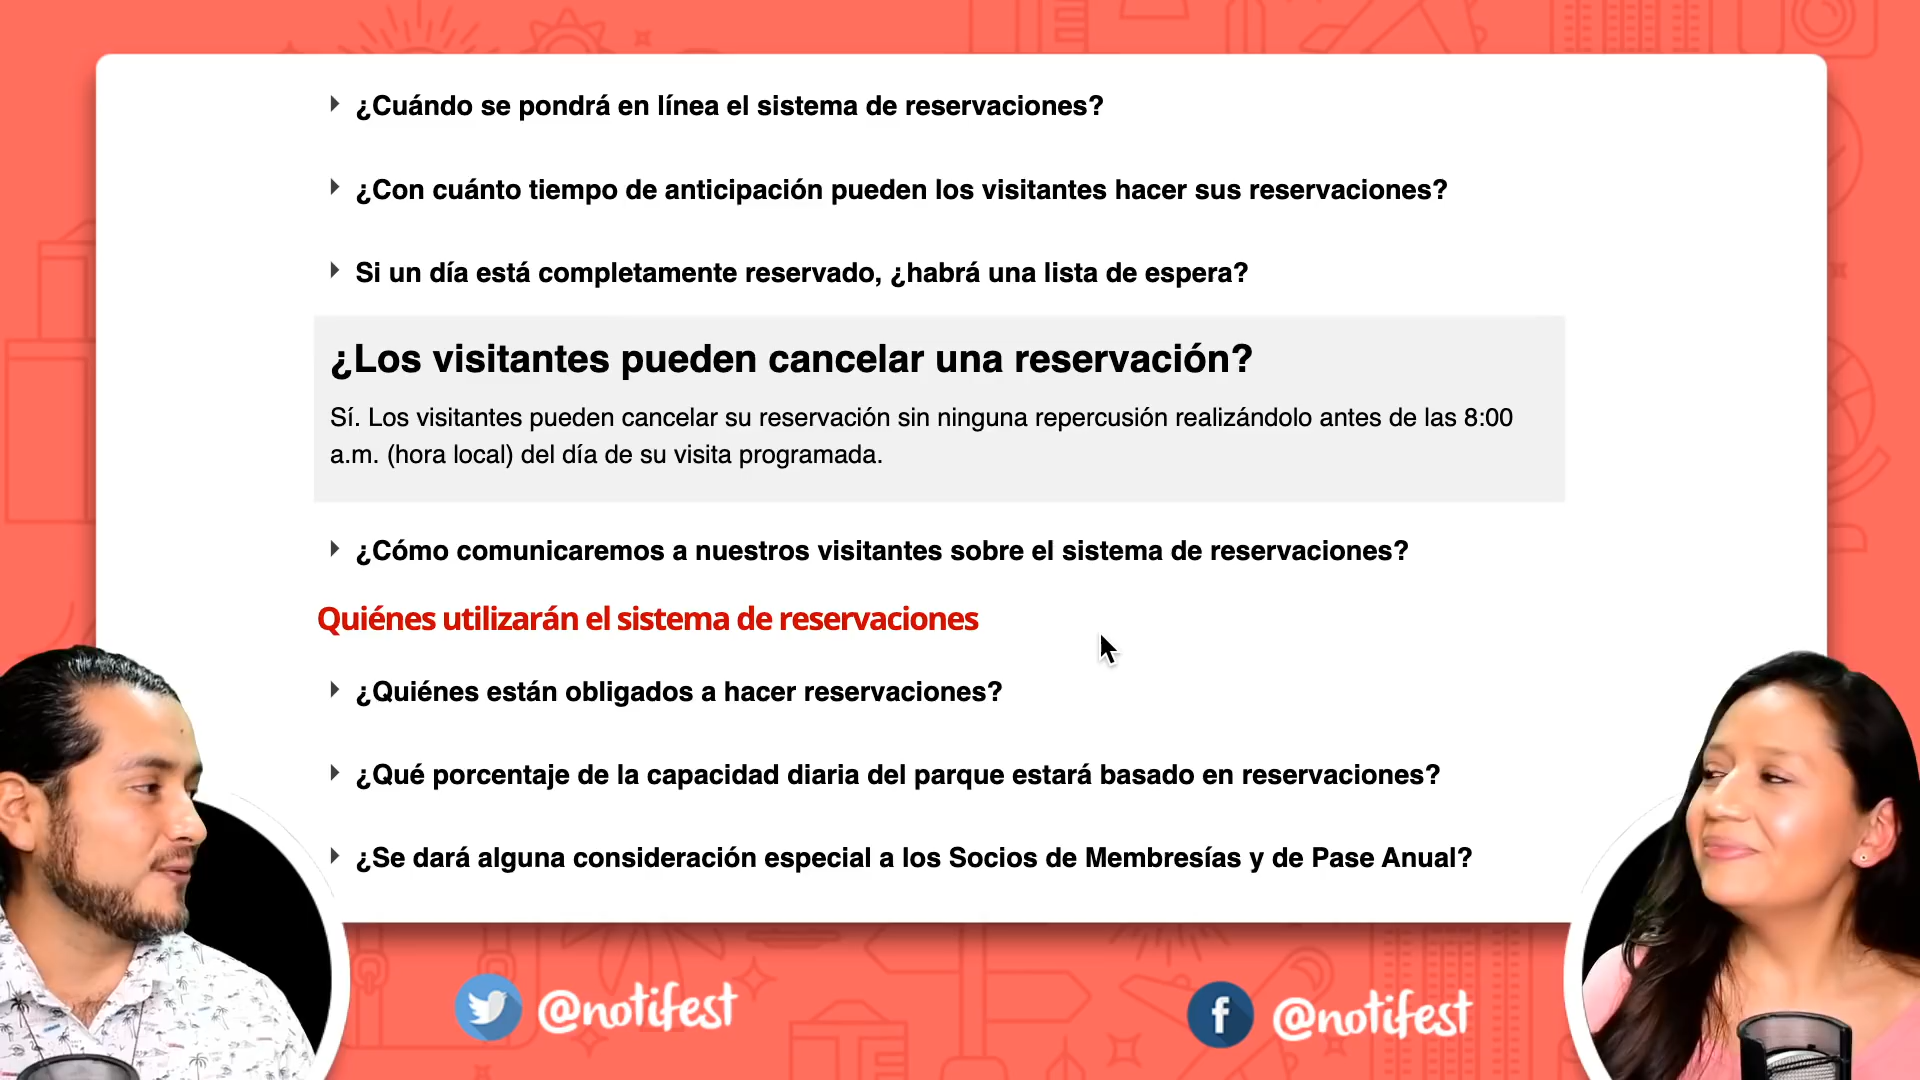 ¿Cuándo se pondrá en línea el sistema de reservaciones?
¿Con cuánto tiempo de anticipación pueden los visitantes hacer sus reservaciones?
Si un día está completamente reservado, ¿habrá una lista de espera?
¿Los visitantes pueden cancelar una reservación?
Sí. Los visitantes pueden cancelar su reservación sin ninguna repercusión realizándolo antes de las 8:00
a.m. (hora local) del día de su visita programada.
¿Cómo comunicaremos a nuestros visitantes sobre el sistema de reservaciones?
Quiénes utilizarán el sistema de reservaciones
¿Quiénes están obligados a hacer reservaciones?
¿Qué porcentaje de la capacidad diaria del parque estará basado en reservaciones?
¿Se dará alguna consideración especial a los Socios de Membresías y de Pase Anual?
@notifest
f @notifest